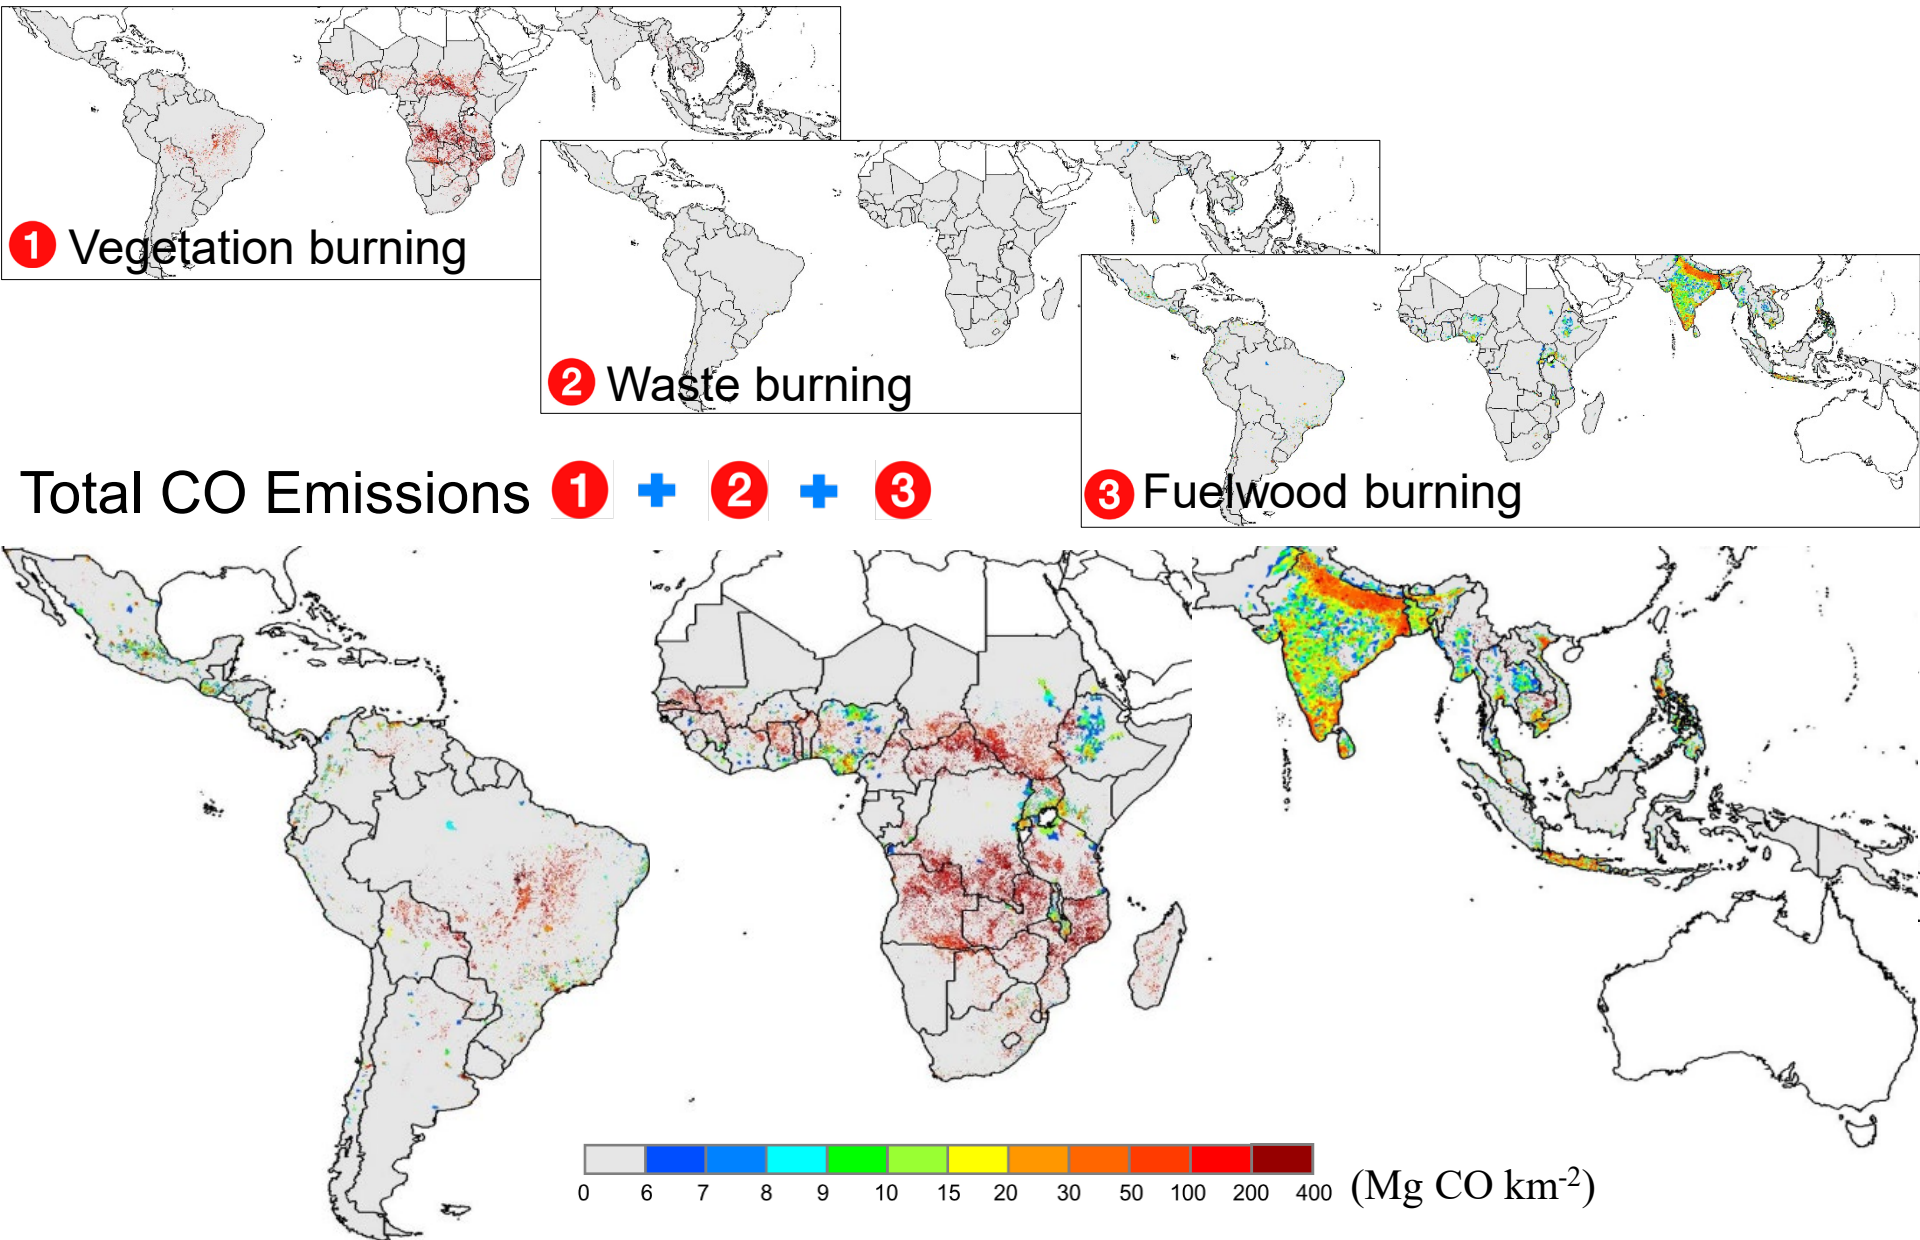 1 Vegetation burning
2 Waste burning
3 Fuelwood burning
Total CO Emissions 1 + 2 + 3
0 6 7 8 9 10 15 20 30 50 100 200 400 (Mg CO km⁻²)